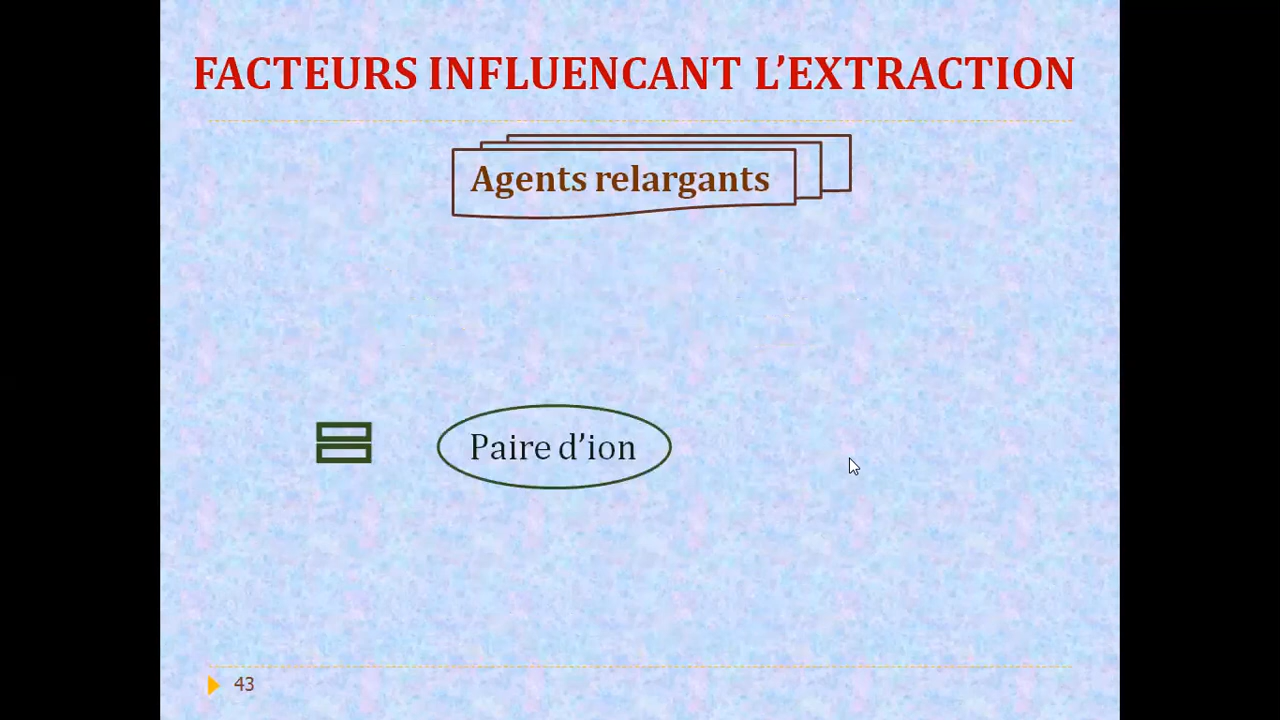 FACTEURS INFLUENCANT L’EXTRACTION
Agents relargants
Paire d’ion
43